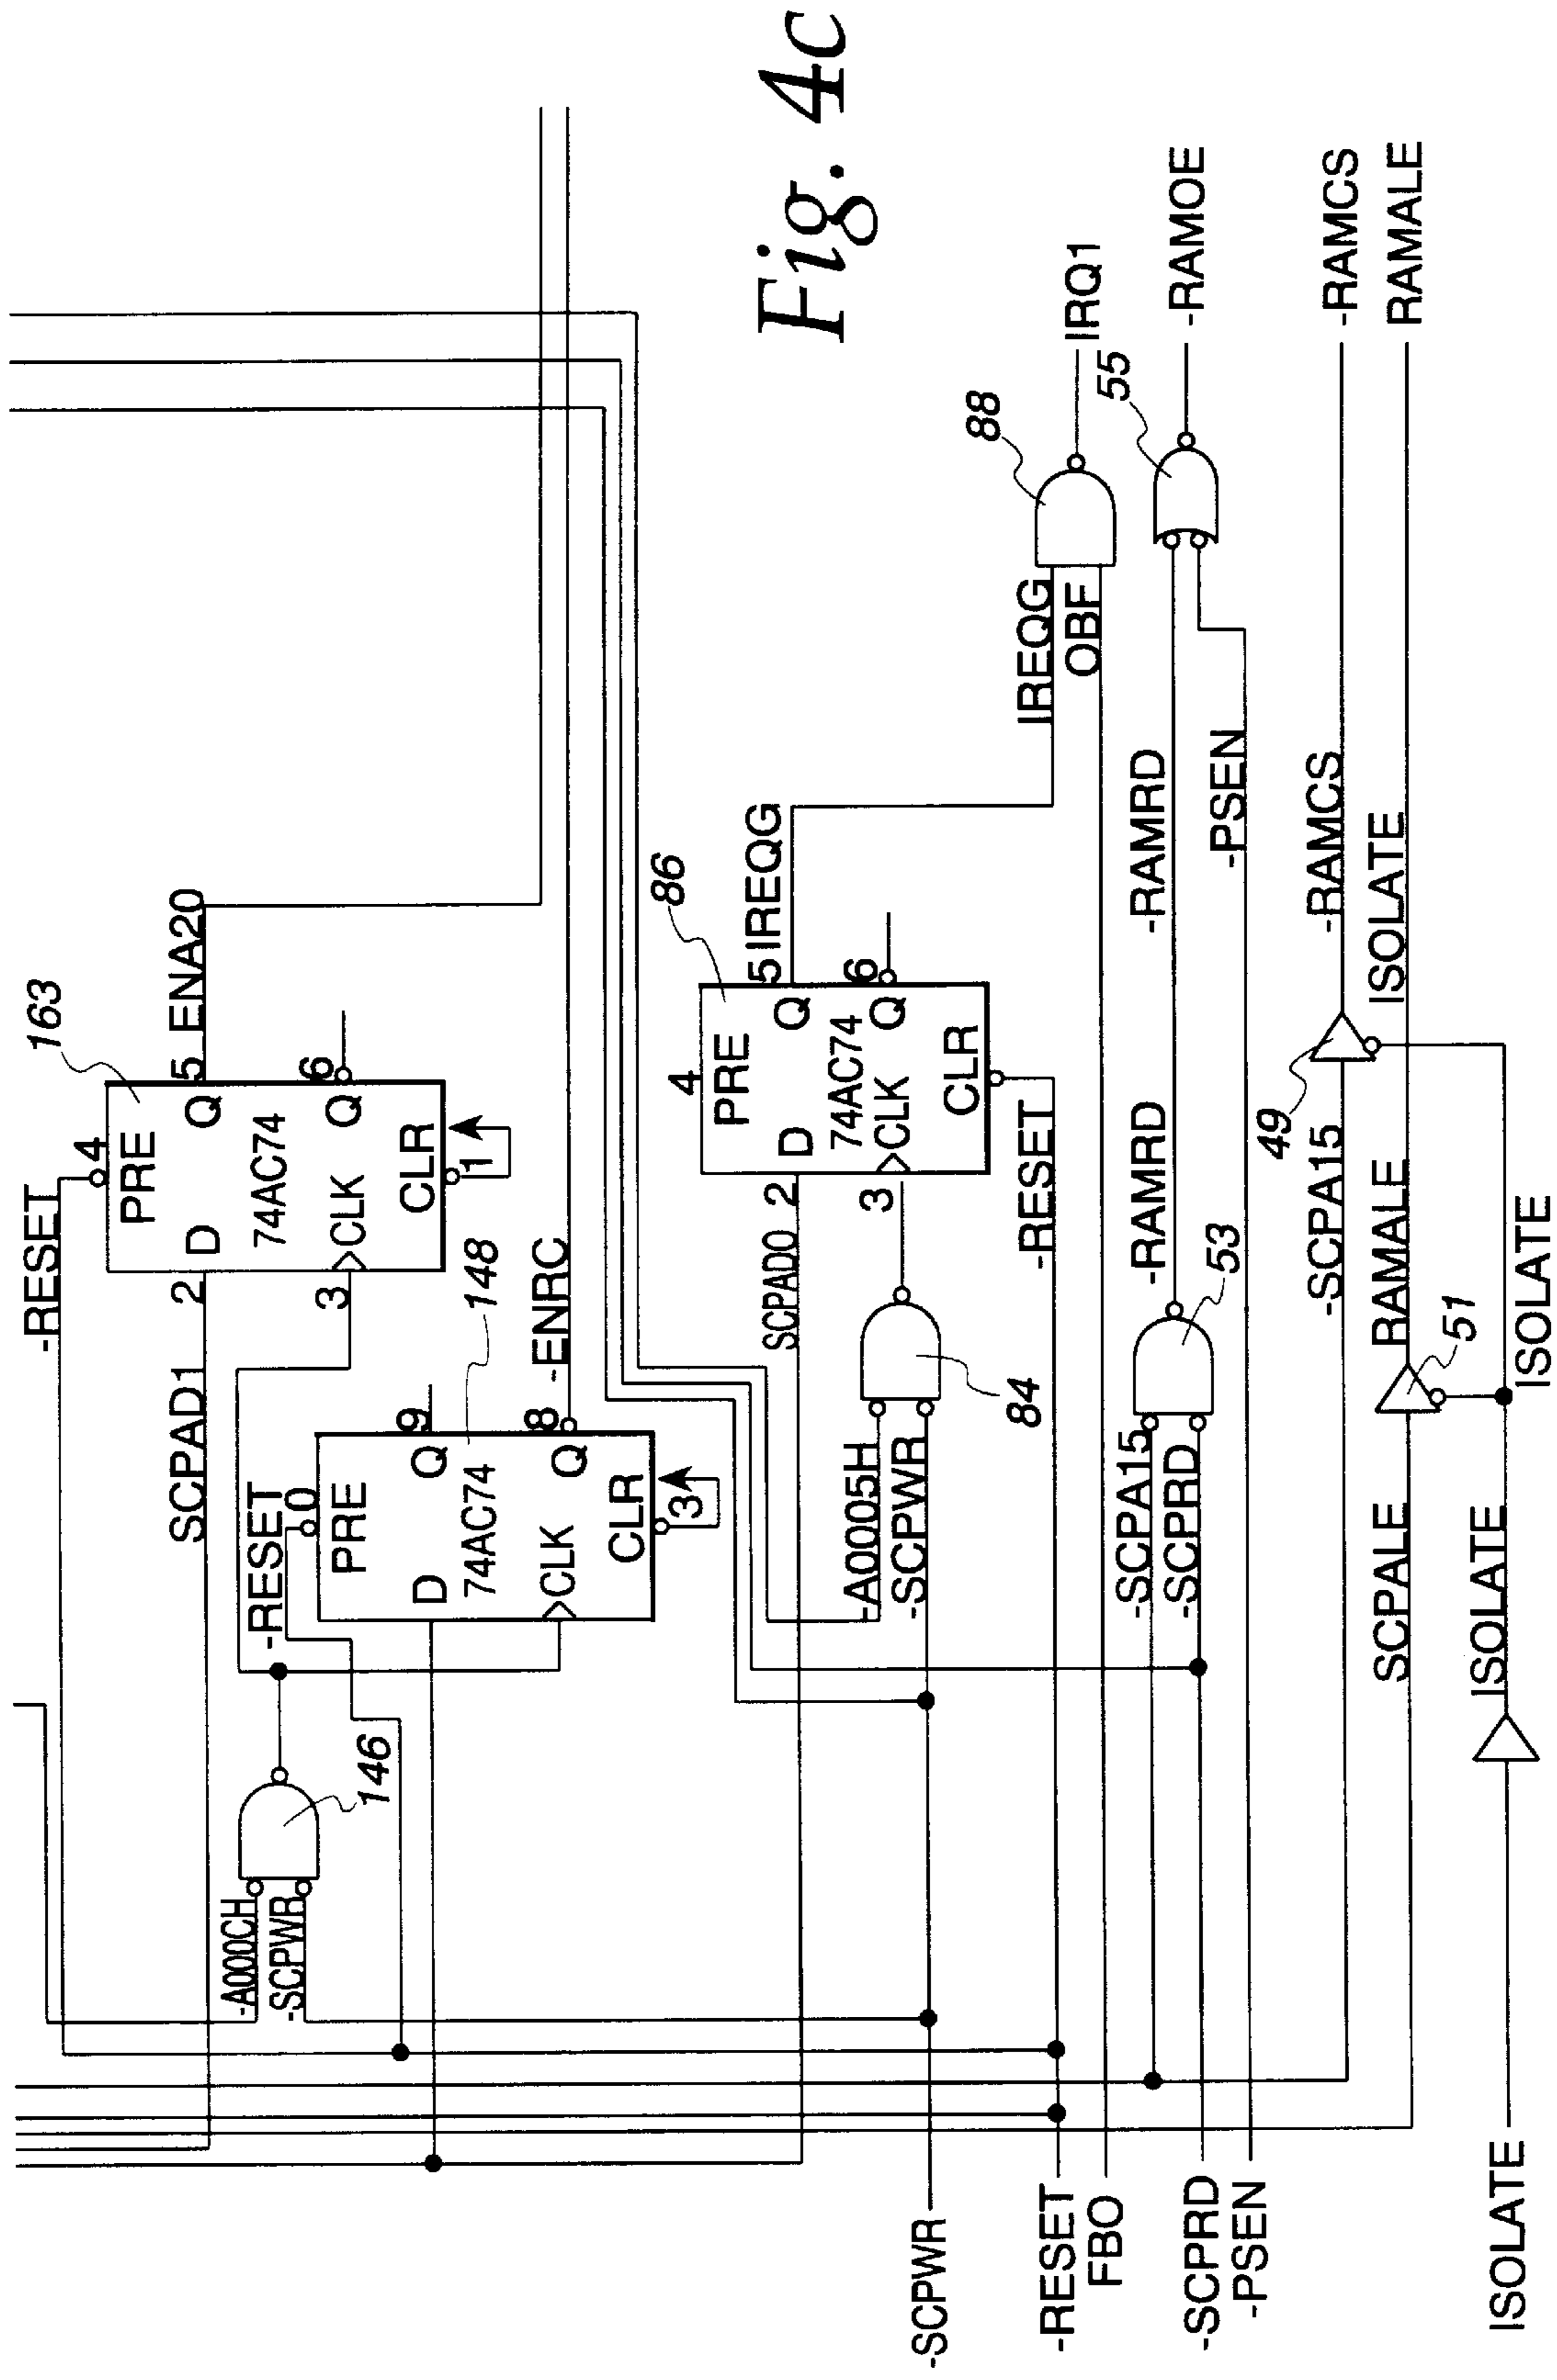 Fig. 4c
-RESET
4
163
PRE
2
D
Q
5
ENA20
SCPAD1
74AC74
3
CLK
Q
6
CLR
1
-A000CH
-SCPWR
146
-RESET
0
PRE
148
D
Q
9
74AC74
CLK
Q
8
-ENRC
CLR
3
4
86
PRE
SCPAD0
2
D
Q
5
IREQG
74AC74
3
CLK
Q
6
CLR
-A0005H
-SCPWR
84
-RESET
-SCPWR
-RESET
FBO
IREQG
OBF
88
IRQ1
-SCPA15
-SCPRD
53
-RAMRD
-RAMRD
55
-RAMOE
-SCPRD
-PSEN
-PSEN
-SCPA15
49
-RAMCS
-RAMCS
SCPALE
51
RAMALE
ISOLATE
RAMALE
ISOLATE
ISOLATE
ISOLATE